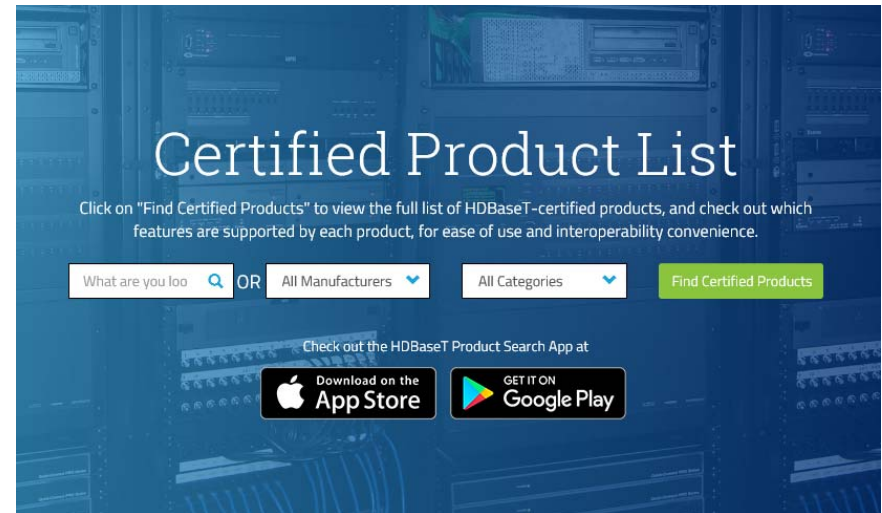 Certified Product List
Click on "Find Certified Products" to view the full list of HDBaseT-certified products, and check out which
features are supported by each product, for ease of use and interoperability convenience.
What are you loo OR All Manufacturers All Categories Find Certified Products
Check out the HDBaseT Product Search App at
Download on the
App Store
GET IT ON
Google Play